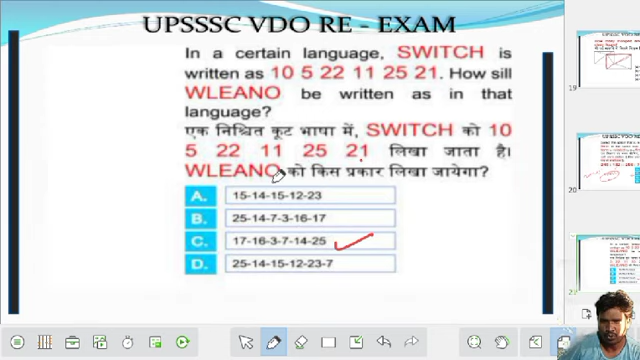 UPSSSC VDO RE - EXAM
In a certain language, SWITCH is
written as 10 5 22 11 25 21. How sill
WLEANO be written as in that
language?
एक निश्चित कूट भाषा में, SWITCH को 10
5 22 11 25 21 लिखा जाता है।
WLEANO को किस प्रकार लिखा जायेगा?
A. 15-14-15-12-23
B. 25-14-7-3-16-17
C. 17-16-3-7-14-25
D. 25-14-15-12-23-7
19
20
21